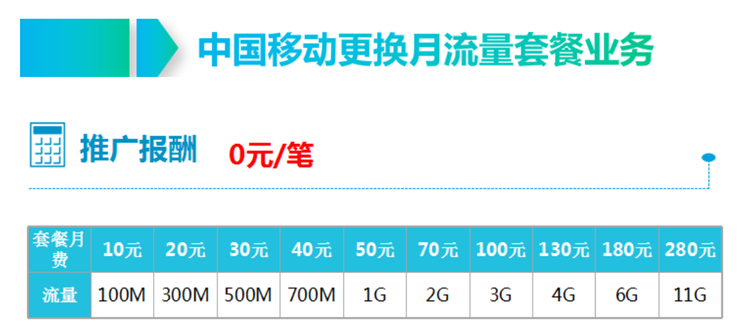 中国移动更换月流量套餐业务
推广报酬 0元/笔
套餐月费 10元 20元 30元 40元 50元 70元 100元 130元 180元 280元
流量 100M 300M 500M 700M 1G 2G 3G 4G 6G 11G